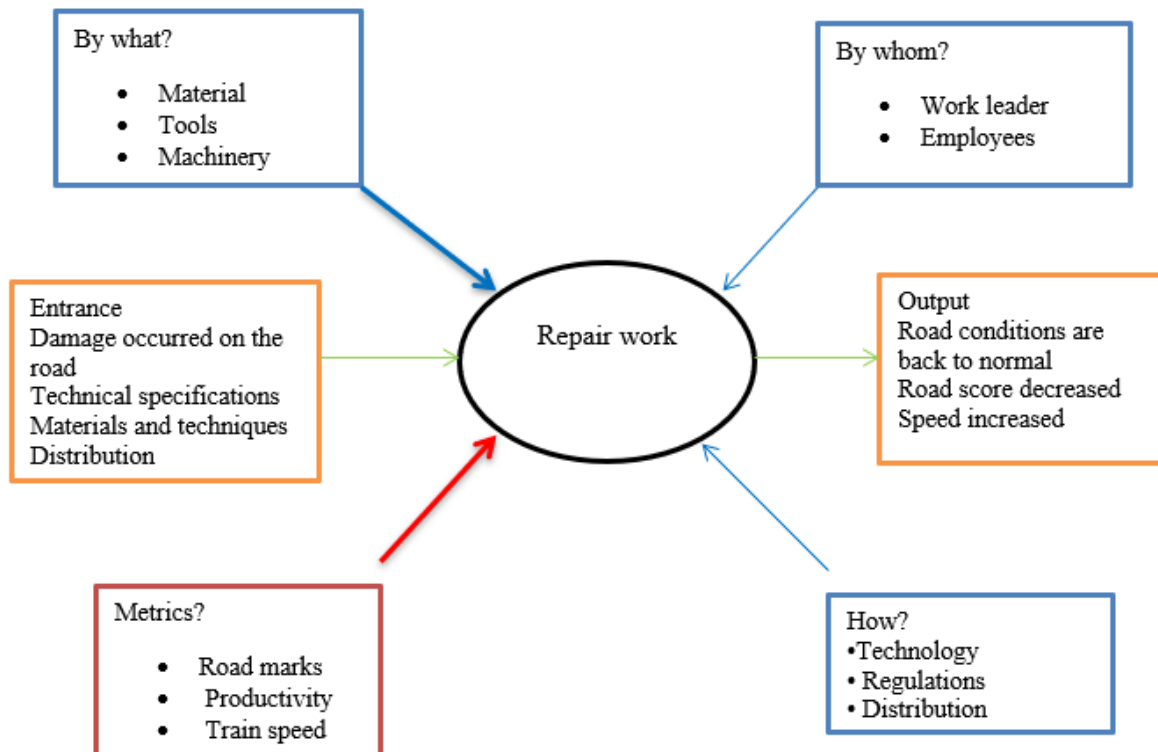 By what?
• Material
• Tools
• Machinery
By whom?
• Work leader
• Employees
Entrance
Damage occurred on the
road
Technical specifications
Materials and techniques
Distribution
Repair work
Output
Road conditions are
back to normal
Road score decreased
Speed increased
Metrics?
• Road marks
• Productivity
• Train speed
How?
•Technology
• Regulations
• Distribution